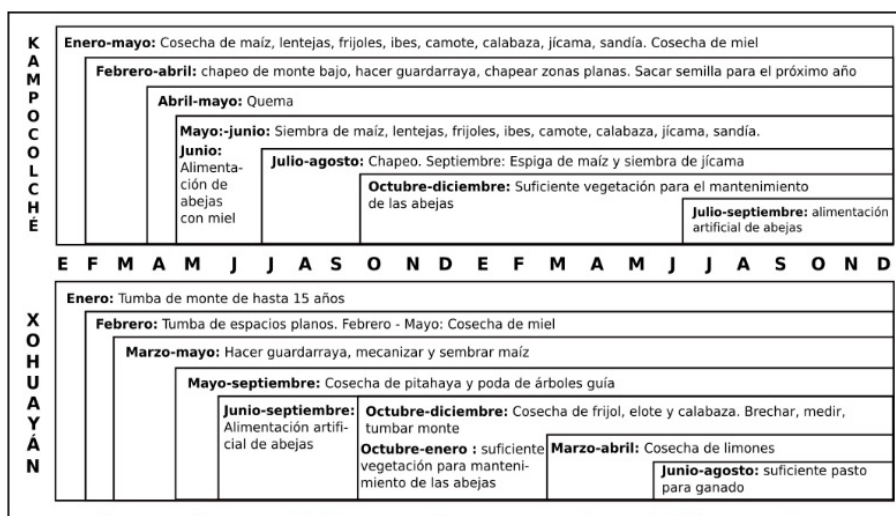 KAMPOCOLCHÉ
Enero-mayo: Cosecha de maíz, lentejas, frijoles, ibes, camote, calabaza, jícama, sandía. Cosecha de miel
Febrero-abril: chapeo de monte bajo, hacer guardarraya, chapear zonas planas. Sacar semilla para el próximo año
Abril-mayo: Quema
Mayo:-junio: Siembra de maíz, lentejas, frijoles, ibes, camote, calabaza, jícama, sandía.
Junio:
Alimenta-
ción de
abejas
con miel
Julio-agosto: Chapeo. Septiembre: Espiga de maíz y siembra de jícama
Octubre-diciembre: Suficiente vegetación para el mantenimiento
de las abejas
Julio-septiembre: alimentación
artificial de abejas
E F M A M J J A S O N D E F M A M J J A S O N D
XOHUAYÁN
Enero: Tumba de monte de hasta 15 años
Febrero: Tumba de espacios planos. Febrero - Mayo: Cosecha de miel
Marzo-mayo: Hacer guardarraya, mecanizar y sembrar maíz
Mayo-septiembre: Cosecha de pitahaya y poda de árboles guía
Junio-septiembre:
Alimentación artifi-
cial de abejas
Octubre-diciembre: Cosecha de frijol, elote y calabaza. Brechar, medir,
tumbar monte
Octubre-enero : suficiente
vegetación para manteni-
miento de las abejas
Marzo-abril: Cosecha de limones
Junio-agosto: suficiente pasto
para ganado